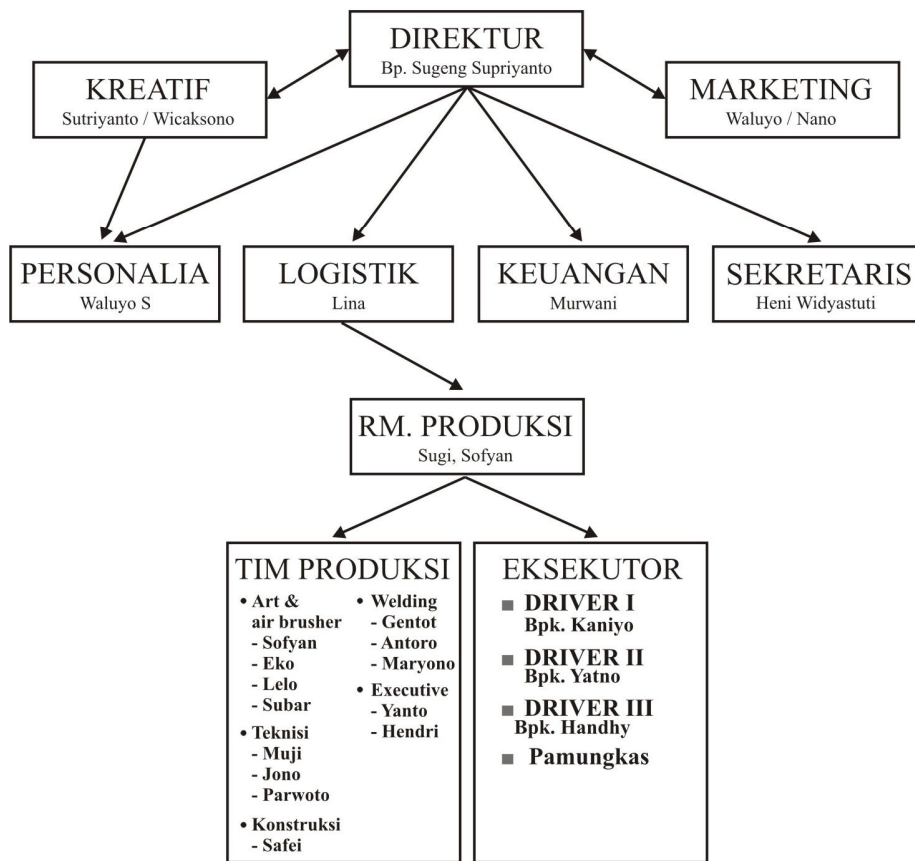 DIREKTUR
Bp. Sugeng Supriyanto
KREATIF
Sutriyanto / Wicaksono
MARKETING
Waluyo / Nano
PERSONALIA
Waluyo S
LOGISTIK
Lina
KEUANGAN
Murwani
SEKRETARIS
Heni Widyastuti
RM. PRODUKSI
Sugi, Sofyan
TIM PRODUKSI
• Art &
air brusher
- Sofyan
- Eko
- Lelo
- Subar
• Teknisi
- Muji
- Jono
- Parwoto
• Konstruksi
- Safei
• Welding
- Gentot
- Antoro
- Maryono
• Executive
- Yanto
- Hendri
EKSEKUTOR
■ DRIVER I
Bpk. Kaniyo
■ DRIVER II
Bpk. Yatno
■ DRIVER III
Bpk. Handhy
■ Pamungkas